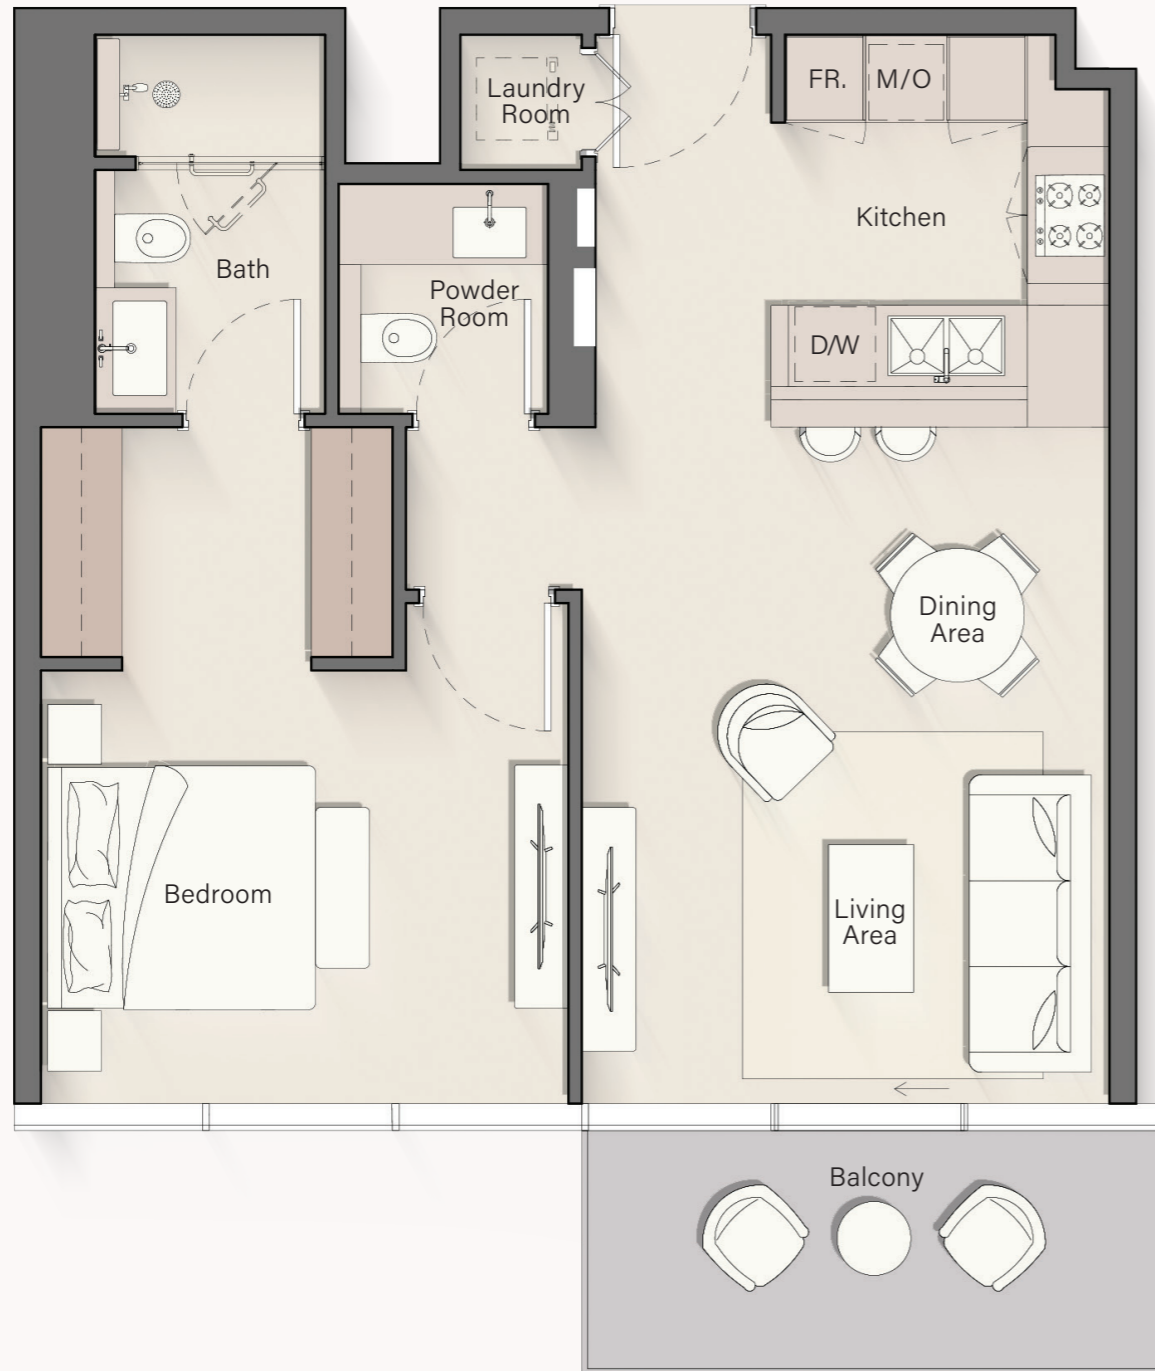 Laundry
Room
FR.
M/O
Kitchen
Bath
Powder
Room
D/W
Dining
Area
Bedroom
Living
Area
Balcony